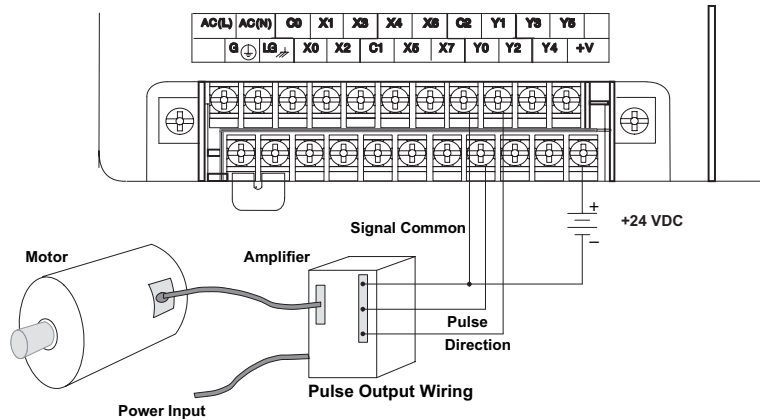 AC(L) AC(N) C0 X1 X3 X4 X6 C2 Y1 Y3 Y5
G LG X0 X2 C1 X5 X7 Y0 Y2 Y4 +V
+
+24 VDC
−
Signal Common
Motor
Amplifier
Pulse
Direction
Pulse Output Wiring
Power Input